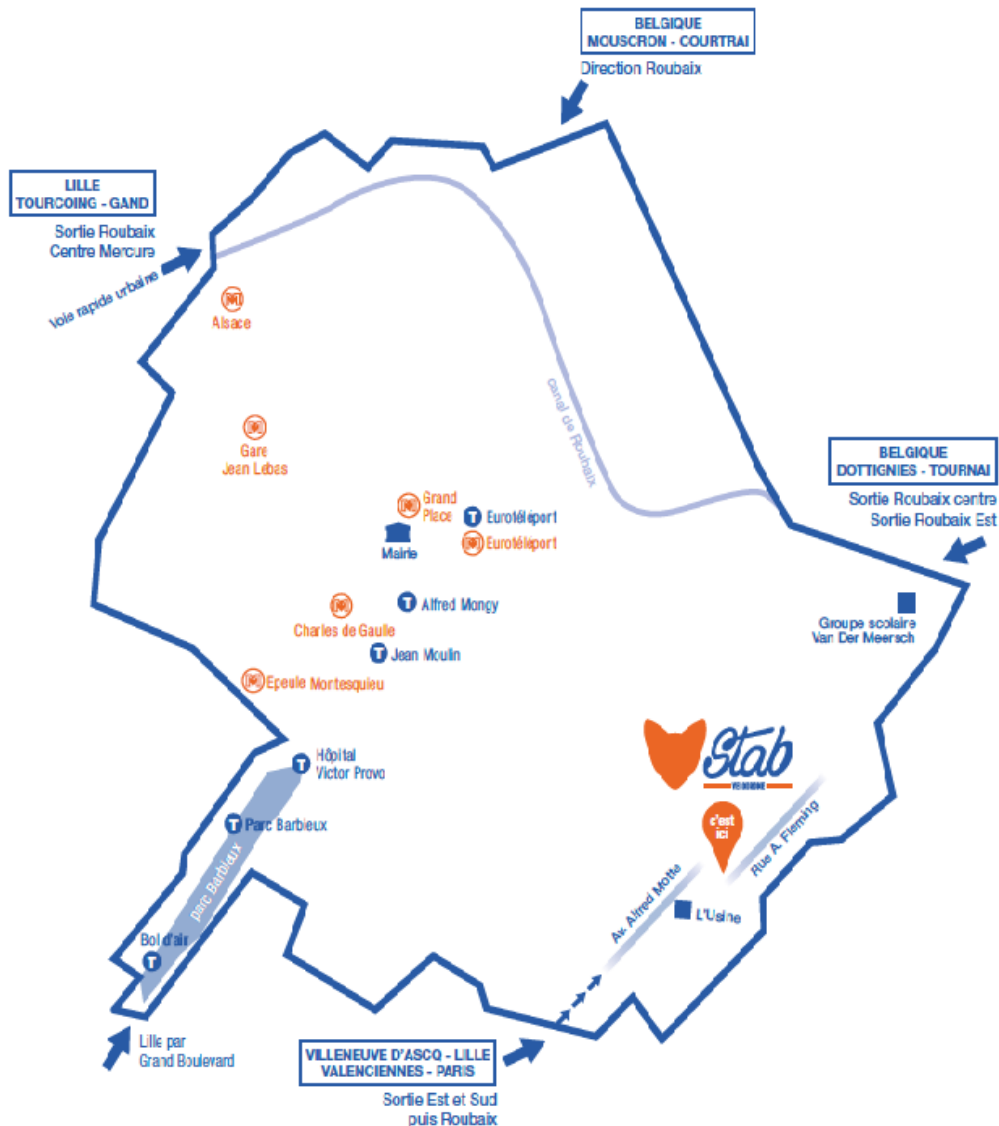 BELGIQUE
MOUSCRON - COURTRAI
Direction Roubaix
LILLE
TOURCOING - GAND
Sortie Roubaix
Centre Mercure
Voie rapide urbaine
M
Alsace
canal de Roubaix
Gare
Jean Lebas
BELGIQUE
DOTTIGNIES - TOURNAI
Sortie Roubaix centre
Sortie Roubaix Est
Grand
Place
T Eurotéléport
Eurotéléport
Mairie
T Alfred Mongy
Charles de Gaulle
T Jean Moulin
Groupe scolaire
Van Der Meersch
M Epeule Montesquieu
T Hôpital
Victor Provo
Stab
c'est
ici
T Parc Barbieux
parc Barbieux
Rue A. Fleming
Av. Alfred Motte
L'Usine
Bol d'air
T
Lille par
Grand Boulevard
VILLENEUVE D'ASCQ - LILLE
VALENCIENNES - PARIS
Sortie Est et Sud
puis Roubaix